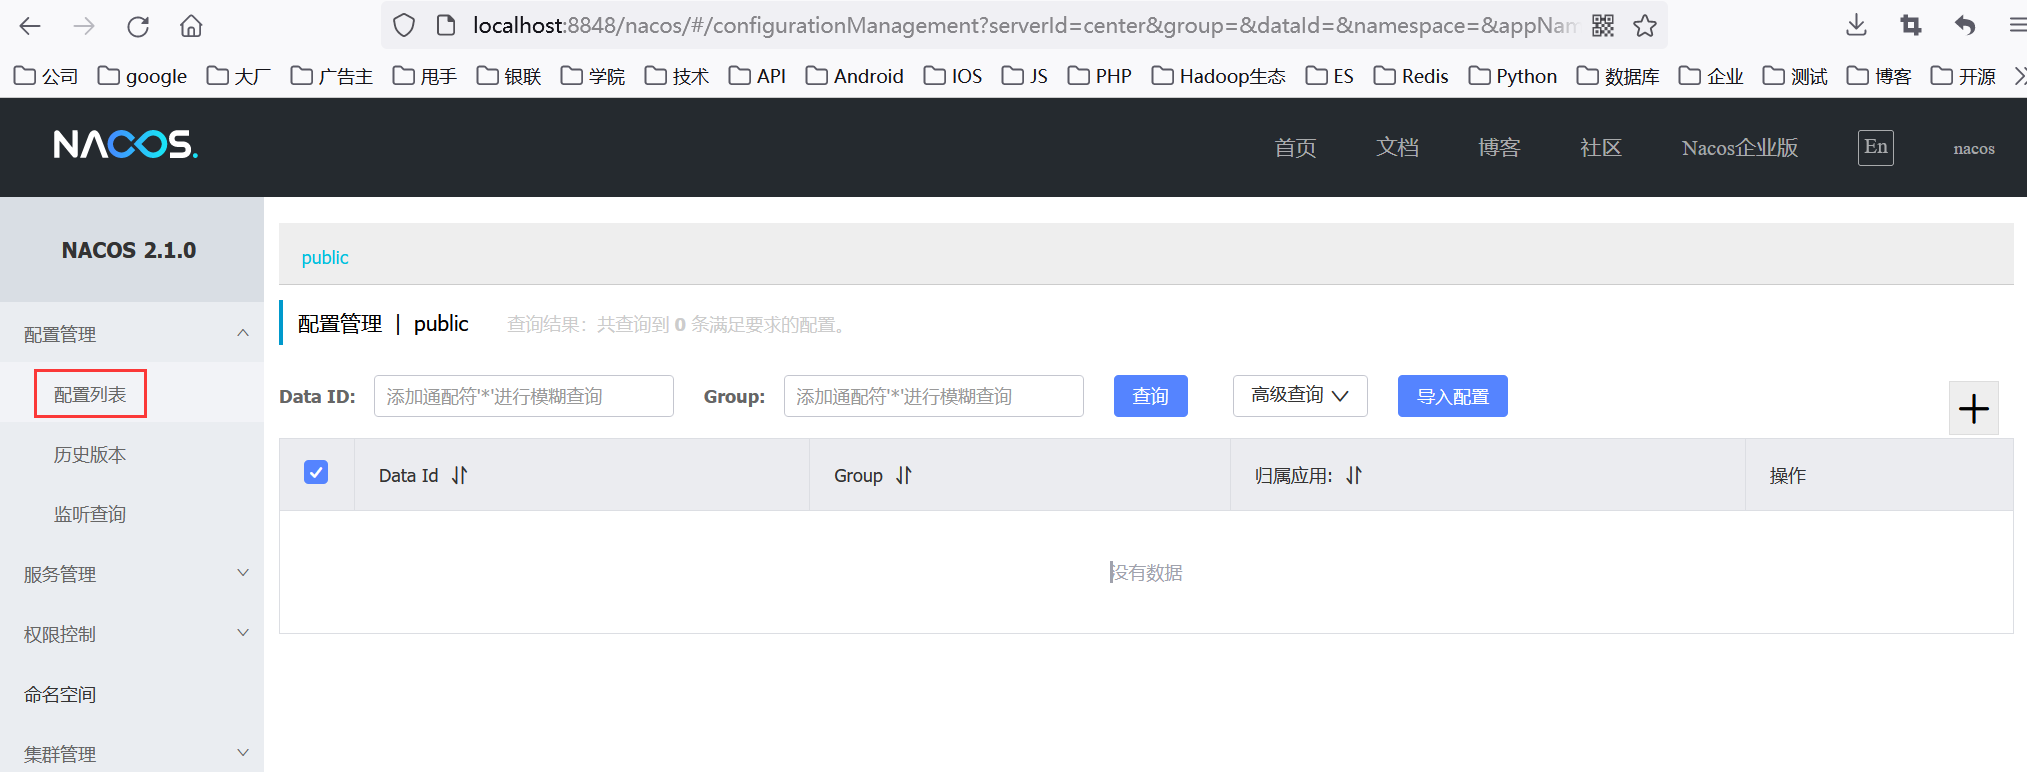 localhost:8848/nacos/#/configurationManagement?serverId=center&group=&dataId=&namespace=&appNam
公司 google 大厂 广告主 甩手 银联 学院 技术 API Android IOS JS PHP Hadoop生态 ES Redis Python 数据库 企业 测试 博客 开源
NACOS. 首页 文档 博客 社区 Nacos企业版 En nacos
NACOS 2.1.0
配置管理
配置列表
历史版本
监听查询
服务管理
权限控制
命名空间
集群管理
public
配置管理 | public 查询结果：共查询到 0 条满足要求的配置。
Data ID: 添加通配符'*'进行模糊查询 Group: 添加通配符'*'进行模糊查询 查询 高级查询 导入配置
Data Id Group 归属应用: 操作
没有数据